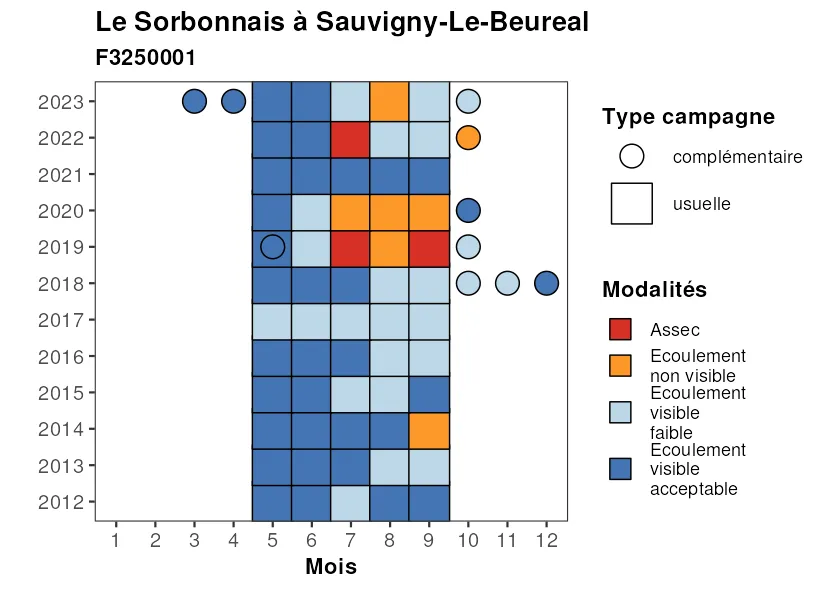 Le Sorbonnais à Sauvigny-Le-Beureal
F3250001
2023
2022
2021
2020
2019
2018
2017
2016
2015
2014
2013
2012
1 2 3 4 5 6 7 8 9 10 11 12
Mois
Type campagne
complémentaire
usuelle
Modalités
Assec
Ecoulement
non visible
Ecoulement
visible
faible
Ecoulement
visible
acceptable